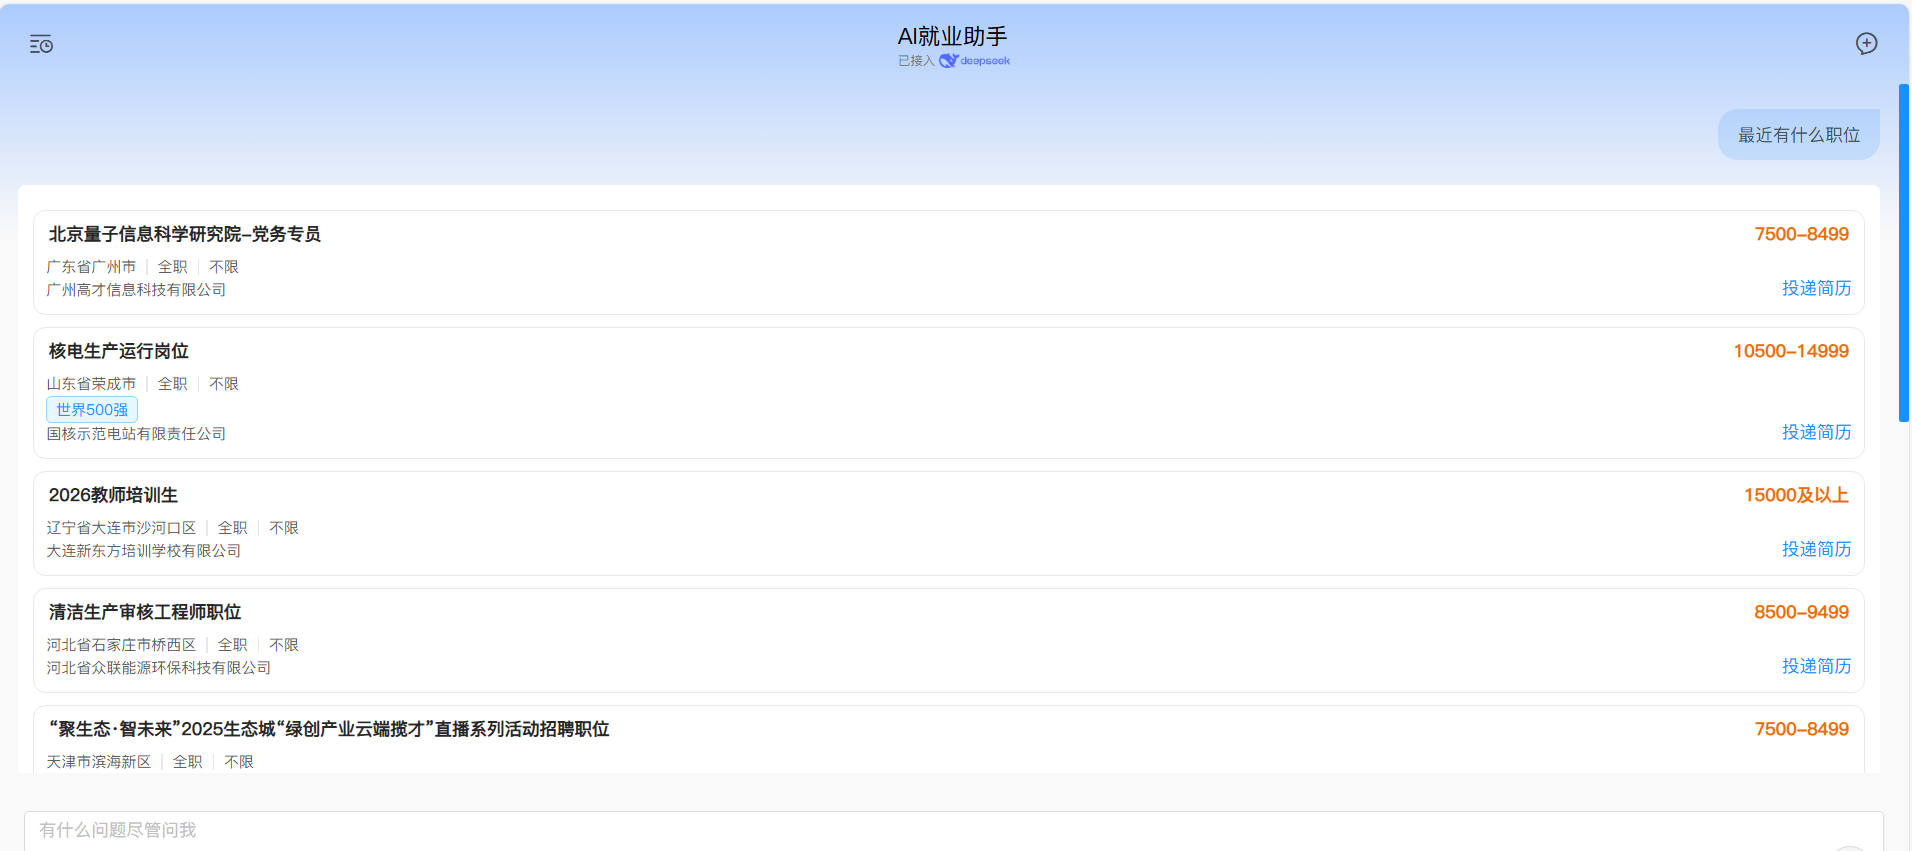 AI就业助手
已接入 deepseek
最近有什么职位
北京量子信息科学研究院-党务专员
7500-8499
广东省广州市 | 全职 | 不限
广州高才信息科技有限公司
投递简历
核电生产运行岗位
10500-14999
山东省荣成市 | 全职 | 不限
世界500强
国核示范电站有限责任公司
投递简历
2026教师培训生
15000及以上
辽宁省大连市沙河口区 | 全职 | 不限
大连新东方培训学校有限公司
投递简历
清洁生产审核工程师职位
8500-9499
河北省石家庄市桥西区 | 全职 | 不限
河北省众联能源环保科技有限公司
投递简历
“聚生态·智未来”2025生态城“绿创产业云端揽才”直播系列活动招聘职位
7500-8499
天津市滨海新区 | 全职 | 不限
有什么问题尽管问我